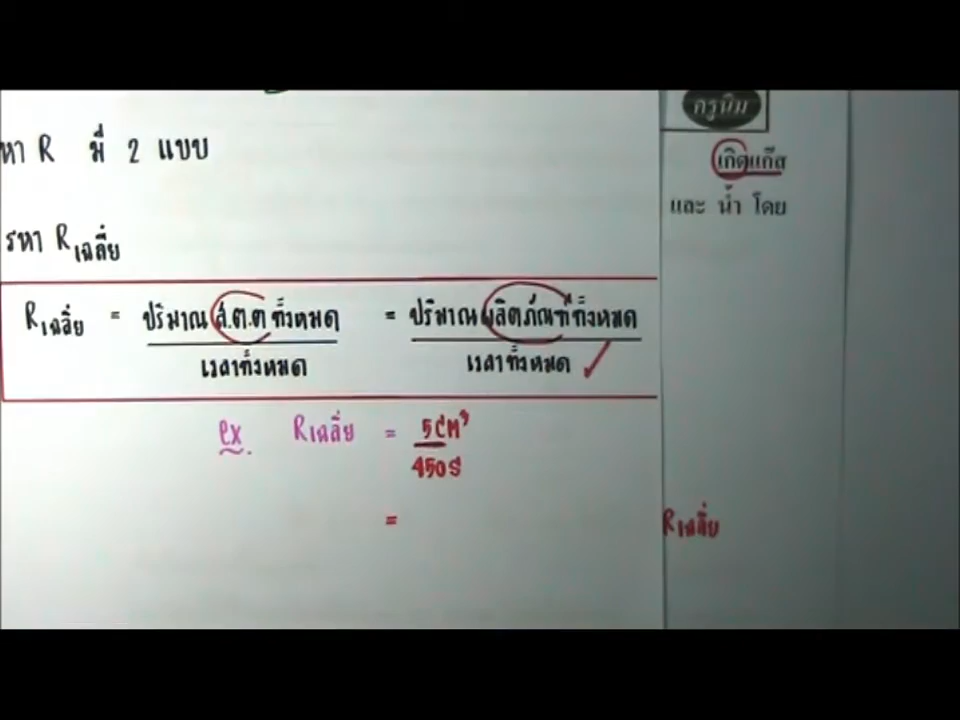 ครูนิม
หา R มี 2 แบบ
เกิดแก๊ส
และ น้ำ โดย
รหา Rเฉลี่ย
Rเฉลี่ย = ปริมาณ ส.ต.ต ทั้งหมด = ปริมาณ ผลิตภัณฑ์ ทั้งหมด
เวลาทั้งหมด เวลาทั้งหมด
ex. Rเฉลี่ย = 5cm³
450s
= Rเฉลี่ย